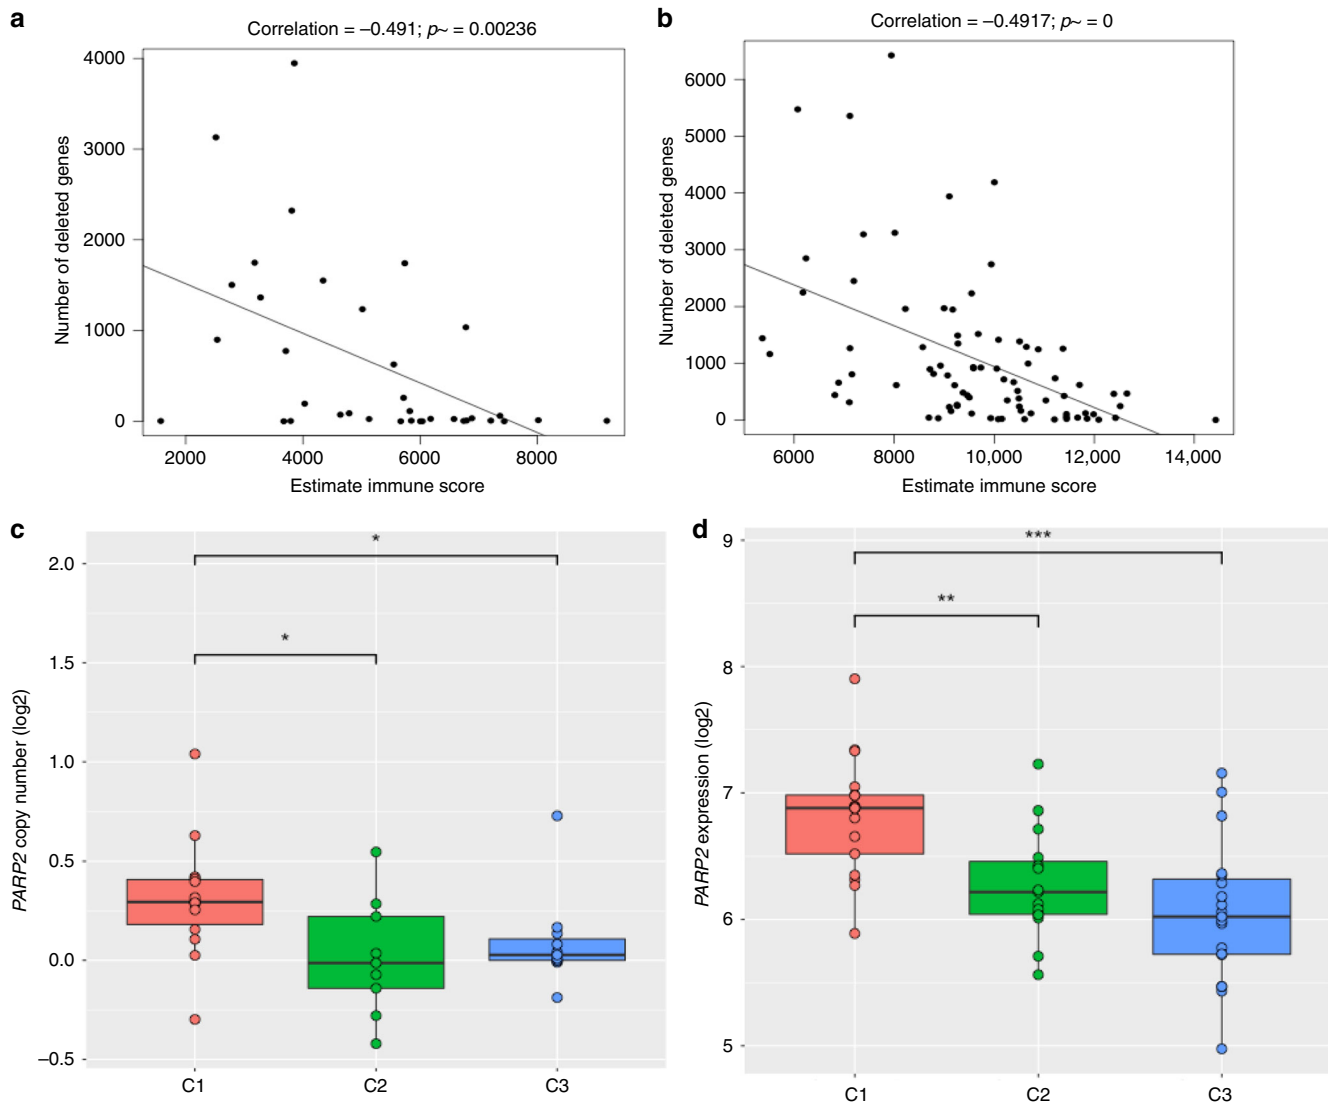 a
Correlation = –0.491; p~ = 0.00236
Number of deleted genes
4000
3000
2000
1000
0
2000 4000 6000 8000
Estimate immune score
b
Correlation = –0.4917; p~ = 0
Number of deleted genes
6000
5000
4000
3000
2000
1000
0
6000 8000 10,000 12,000 14,000
Estimate immune score
c
PARP2 copy number (log2)
2.0
1.5
1.0
0.5
0.0
–0.5
*
*
C1 C2 C3
d
PARP2 expression (log2)
9
8
7
6
5
***
**
C1 C2 C3